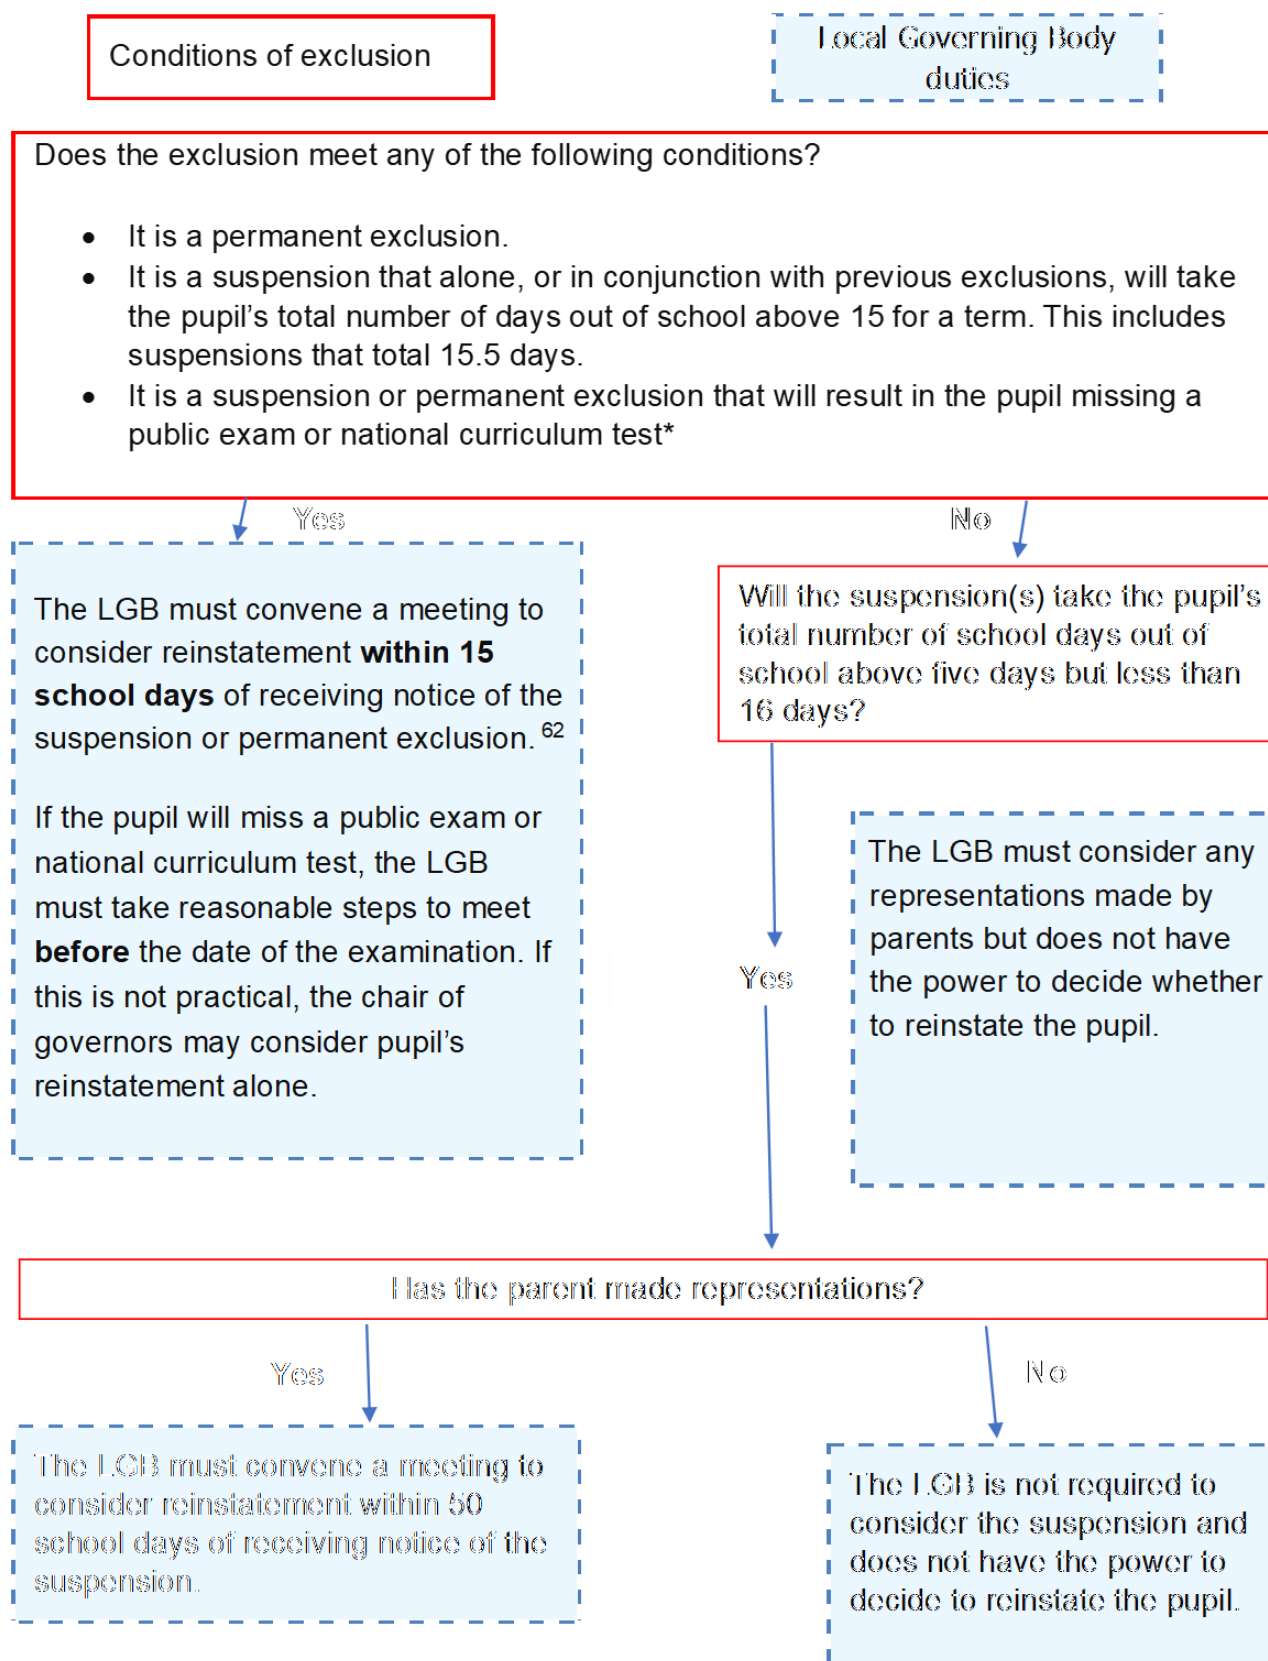 Conditions of exclusion
Local Governing Body
duties
Does the exclusion meet any of the following conditions?
• It is a permanent exclusion.
• It is a suspension that alone, or in conjunction with previous exclusions, will take
the pupil’s total number of days out of school above 15 for a term. This includes
suspensions that total 15.5 days.
• It is a suspension or permanent exclusion that will result in the pupil missing a
public exam or national curriculum test*
Yes
No
The LGB must convene a meeting to
consider reinstatement within 15
school days of receiving notice of the
suspension or permanent exclusion. 62
If the pupil will miss a public exam or
national curriculum test, the LGB
must take reasonable steps to meet
before the date of the examination. If
this is not practical, the chair of
governors may consider pupil’s
reinstatement alone.
Will the suspension(s) take the pupil’s
total number of school days out of
school above five days but less than
16 days?
Yes
The LGB must consider any
representations made by
parents but does not have
the power to decide whether
to reinstate the pupil.
Has the parent made representations?
Yes
No
The LGB must convene a meeting to
consider reinstatement within 50
school days of receiving notice of the
suspension.
The LGB is not required to
consider the suspension and
does not have the power to
decide to reinstate the pupil.